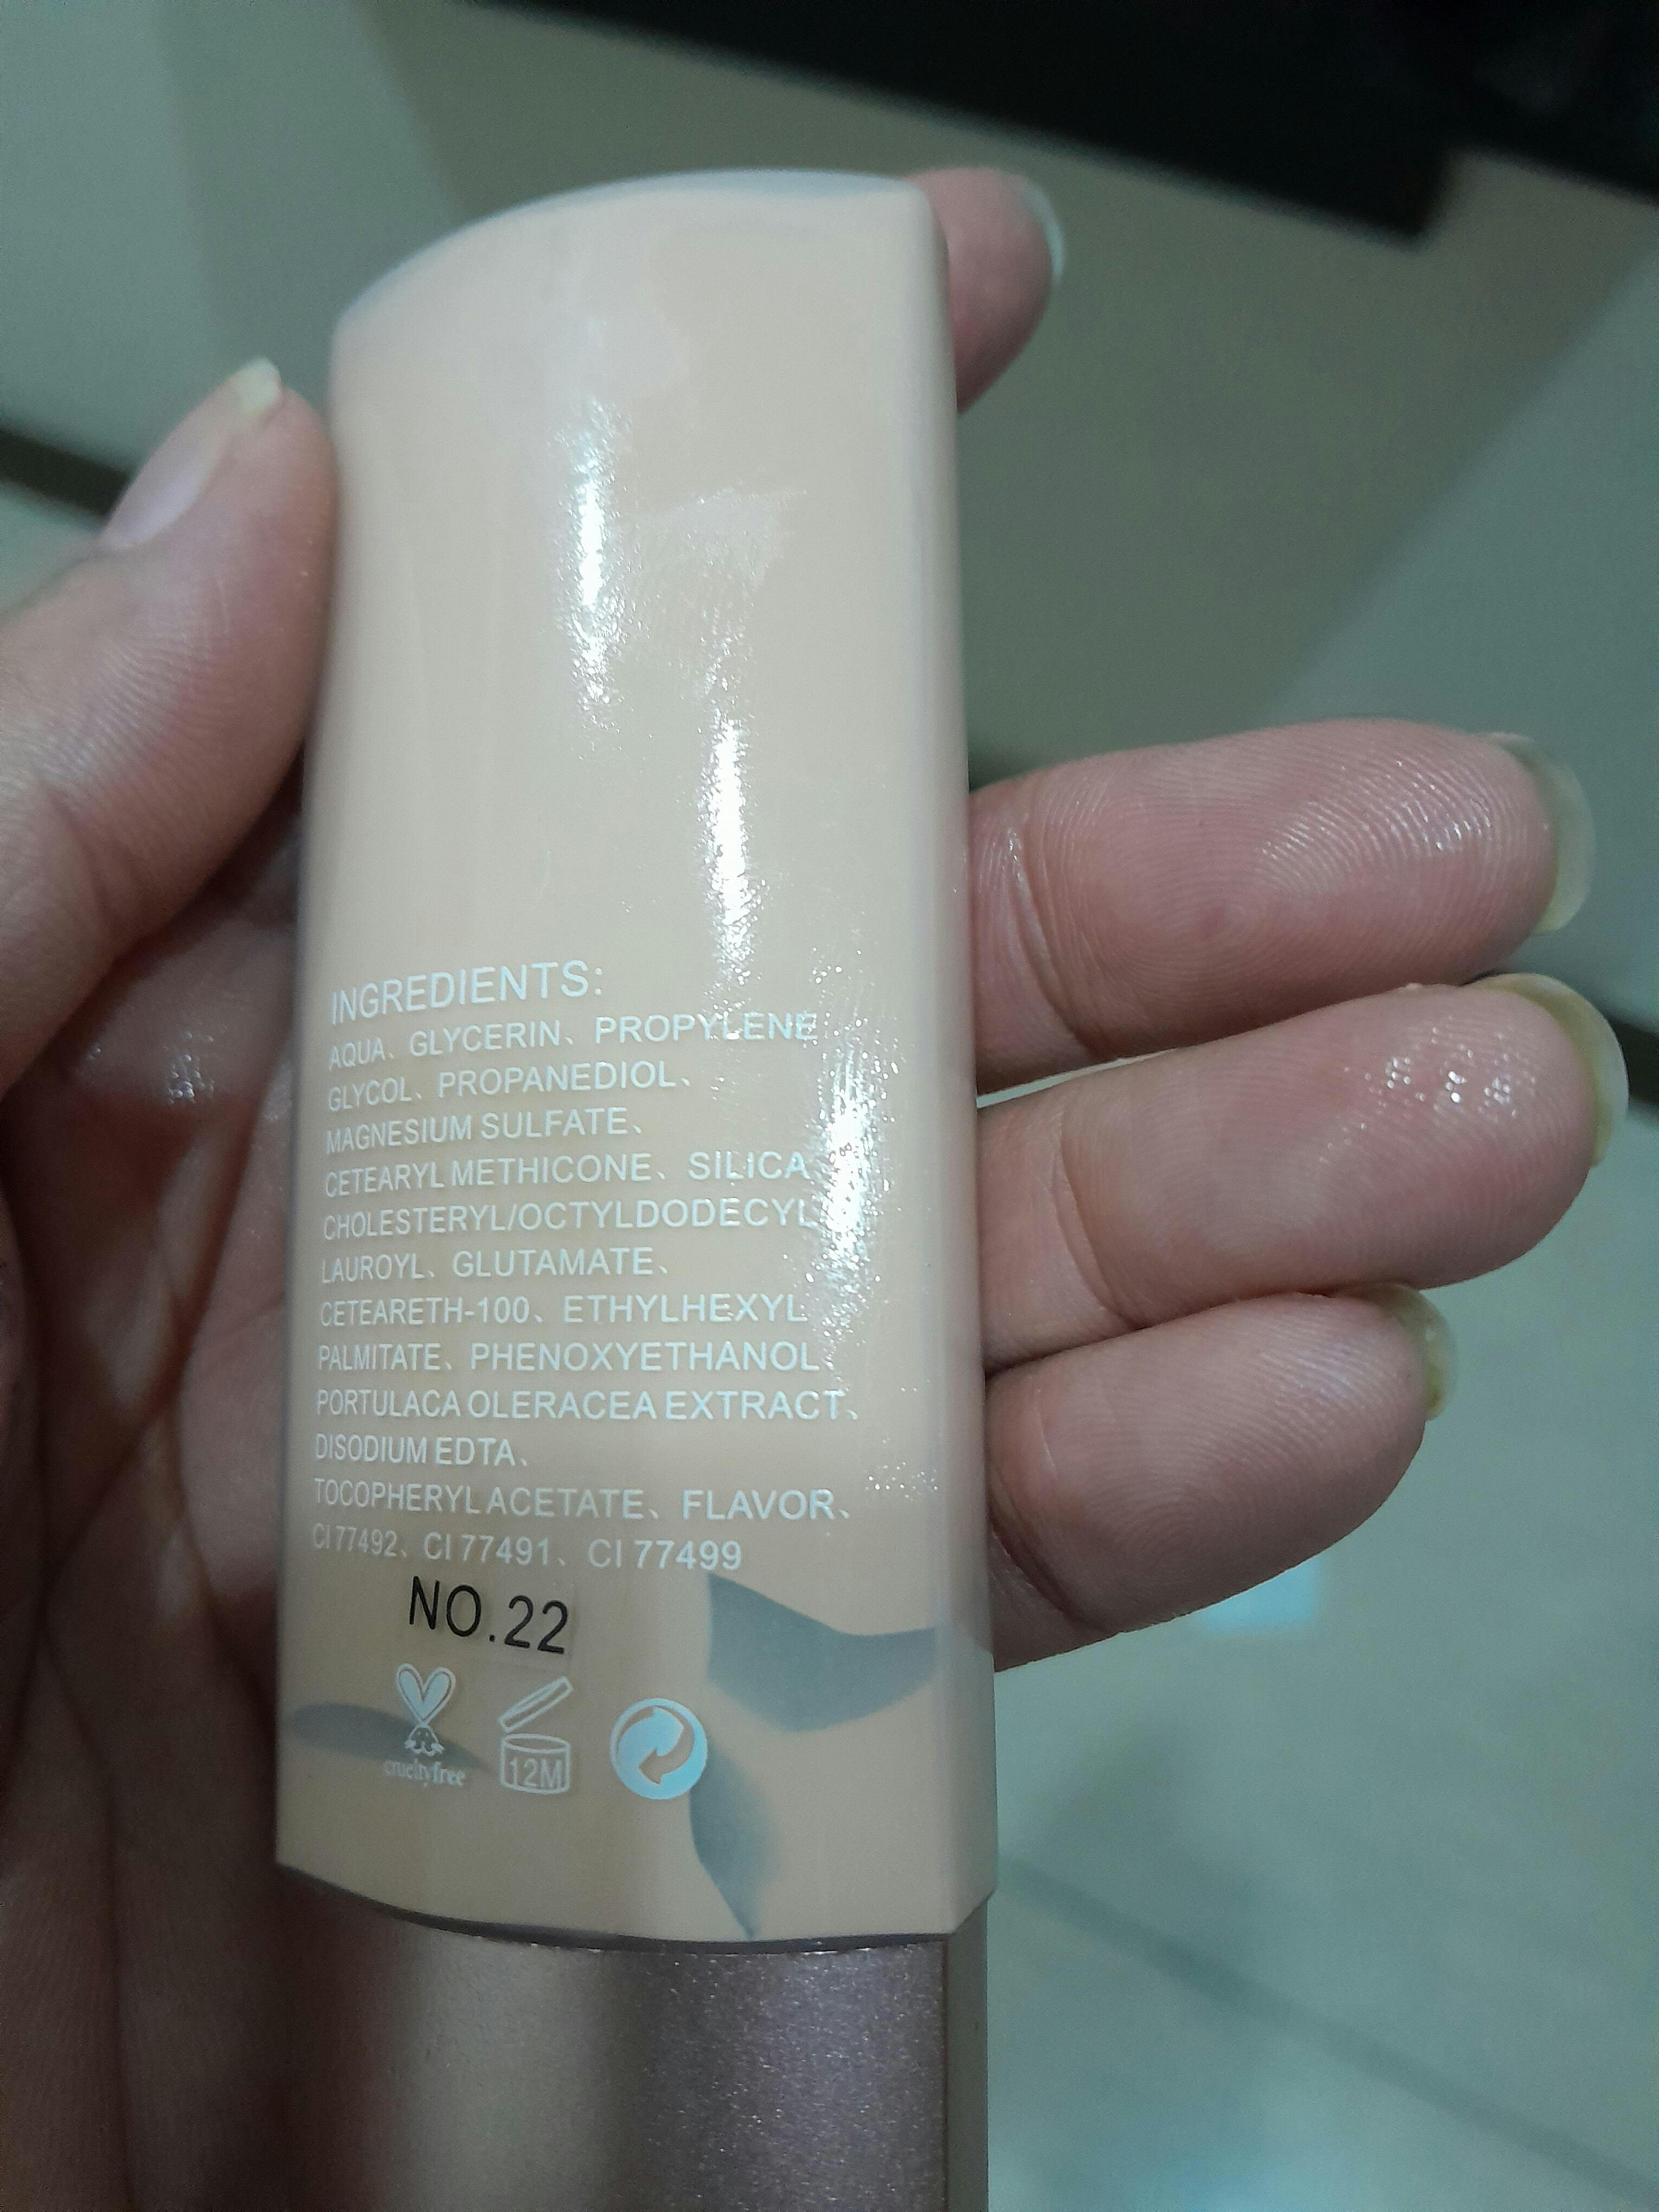 INGREDIENTS:
AQUA、GLYCERIN、PROPYLENE
GLYCOL、PROPANEDIOL、
MAGNESIUM SULFATE、
CETEARYL METHICONE、SILICA
CHOLESTERYL/OCTYLDODECYL
LAUROYL、GLUTAMATE、
CETEARETH-100、ETHYLHEXYL
PALMITATE、PHENOXYETHANOL、
PORTULACA OLERACEA EXTRACT、
DISODIUM EDTA、
TOCOPHERYL ACETATE、FLAVOR、
CI 77492、CI 77491、CI 77499
NO.22
crueltyfree
12M